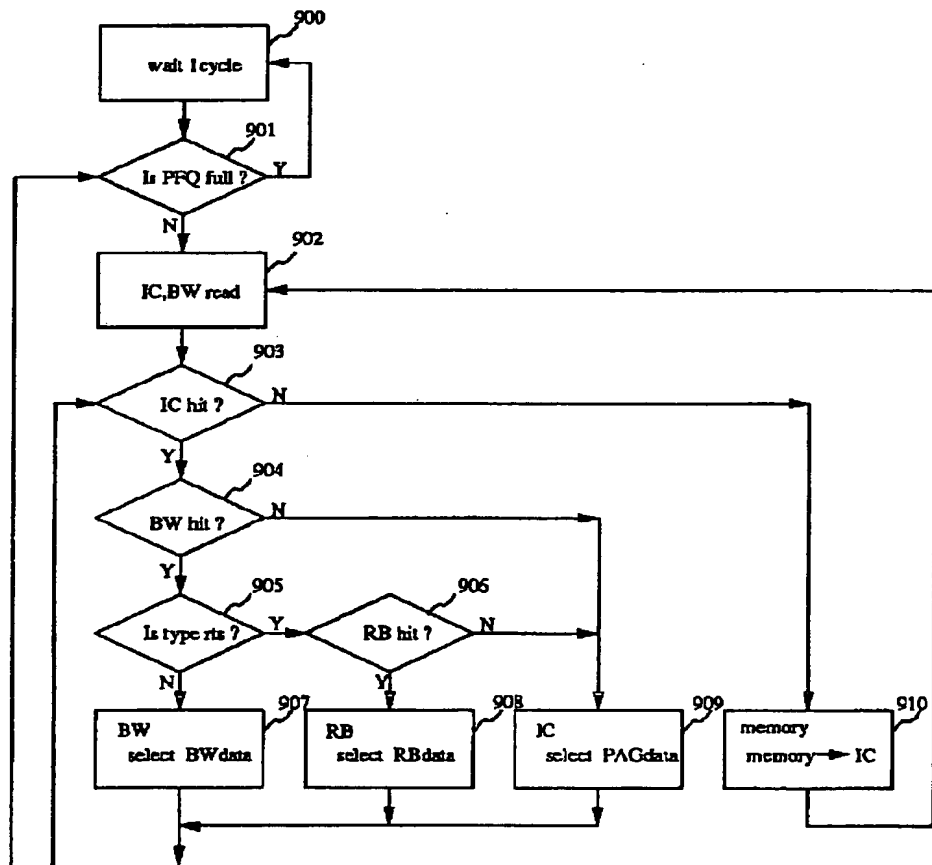 900
wait 1cycle
901
Is PFQ full ?
Y
N
902
IC,BW read
903
IC hit ?
N
Y
904
BW hit ?
N
Y
905
906
Is type rts ?
Y
RB hit ?
N
N
Y
907
908
909
910
BW
select BWdata
RB
select RBdata
IC
select PAGdata
memory
memory → IC